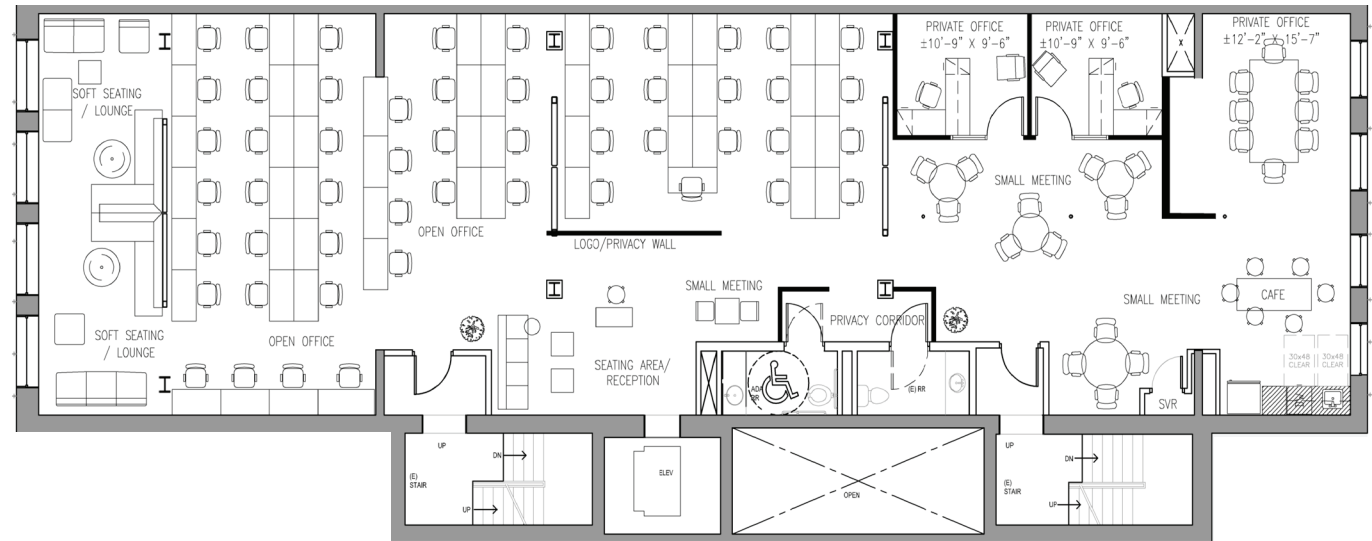 PRIVATE OFFICE
±10'-9" X 9'-6"
PRIVATE OFFICE
±10'-9" X 9'-6"
PRIVATE OFFICE
±12'-2" X 15'-7"
X
SOFT SEATING
/ LOUNGE
SMALL MEETING
OPEN OFFICE
LOGO/PRIVACY WALL
SMALL MEETING
SMALL MEETING
CAFE
PRIVACY CORRIDOR
SOFT SEATING
/ LOUNGE
OPEN OFFICE
SEATING AREA/
RECEPTION
30x48
CLEAR
30x48
CLEAR
ADA
RR
(E) RR
SVR
UP
DN
(E)
STAIR
UP
ELEV
OPEN
UP
DN
(E)
STAIR
UP